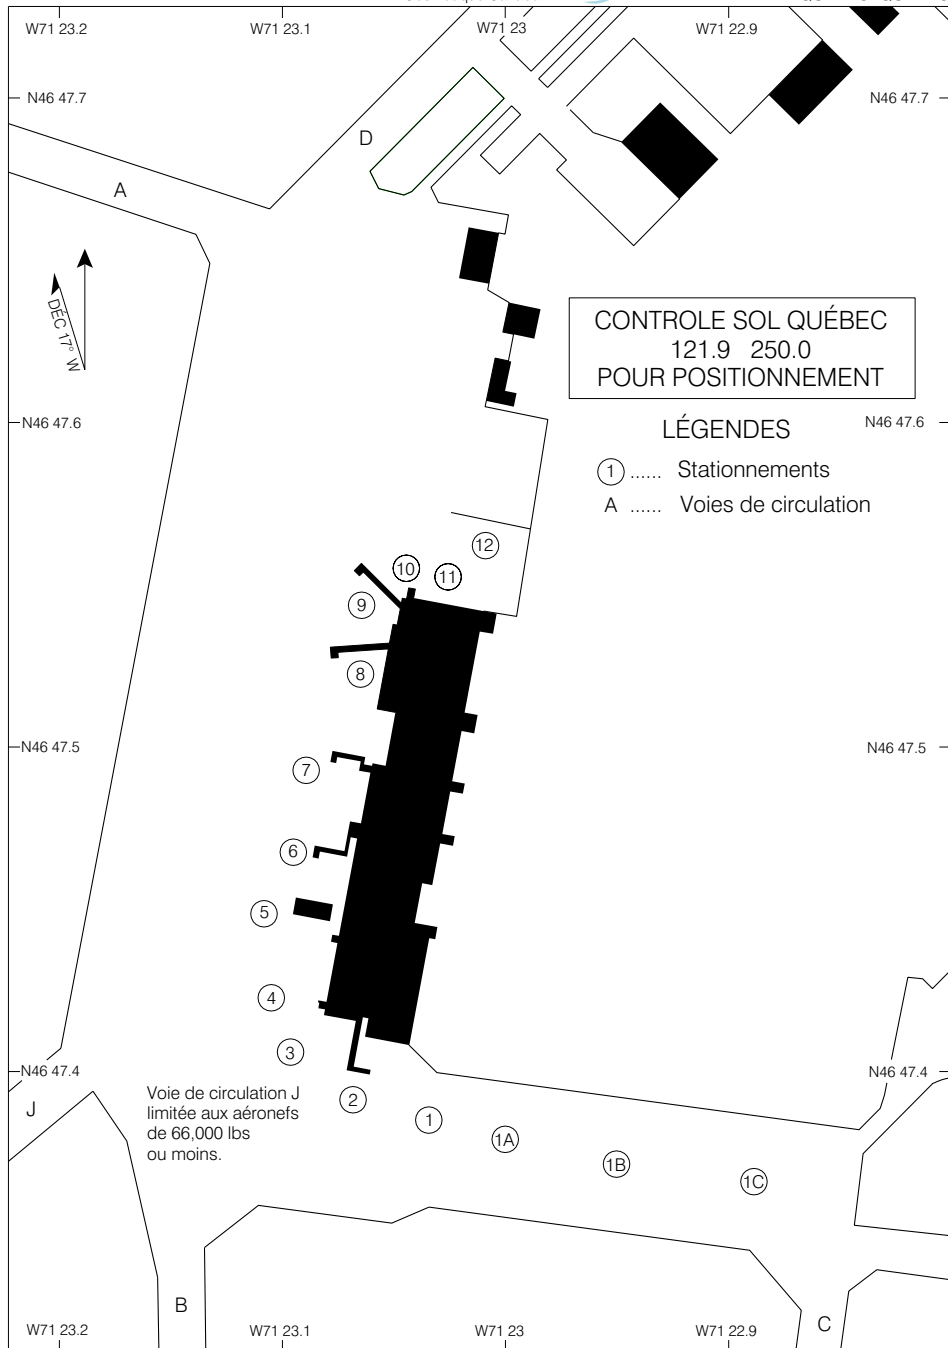 W71 23.2
W71 23.1
W71 23
W71 22.9
N46 47.7
N46 47.7
D
A
DÉC 17° W
CONTROLE SOL QUÉBEC
121.9 250.0
POUR POSITIONNEMENT
N46 47.6
N46 47.6
LÉGENDES
1 ...... Stationnements
A ...... Voies de circulation
12
10
11
9
8
N46 47.5
N46 47.5
7
6
5
4
3
N46 47.4
N46 47.4
J
Voie de circulation J
limitée aux aéronefs
de 66,000 lbs
ou moins.
2
1
1A
1B
1C
B
C
W71 23.2
W71 23.1
W71 23
W71 22.9